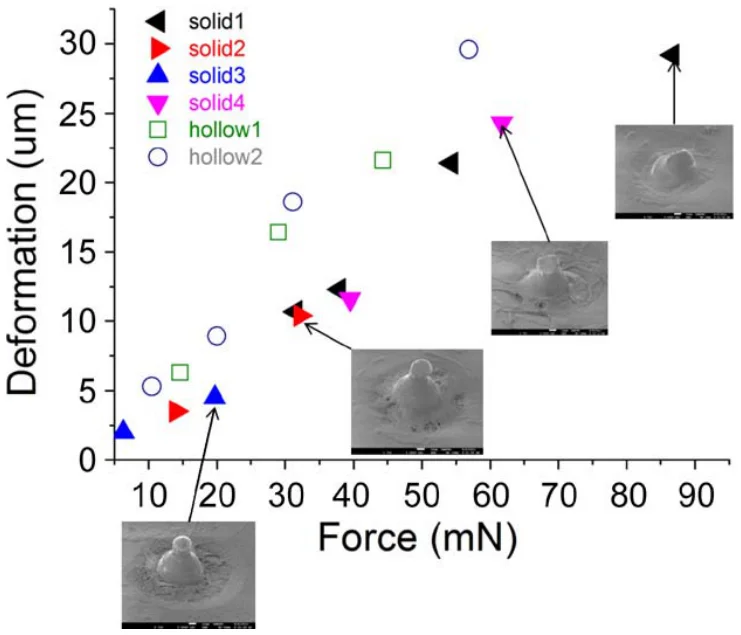 solid1
solid2
solid3
solid4
hollow1
hollow2
Deformation (um)
30
25
20
15
10
5
0
10 20 30 40 50 60 70 80 90
Force (mN)